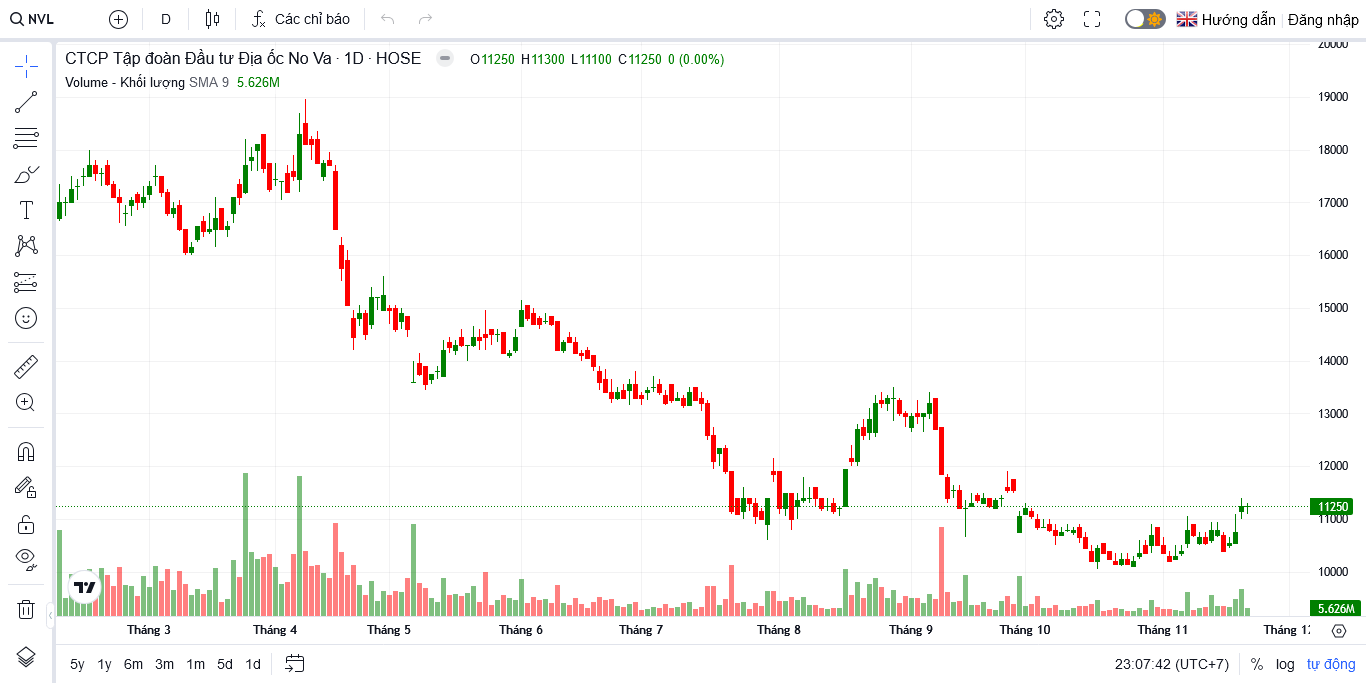 NVL D Các chỉ báo Hướng dẫn Đăng nhập
CTCP Tập đoàn Đầu tư Địa ốc No Va · 1D · HOSE O11250 H11300 L11100 C11250 0 (0.00%)
Volume - Khối lượng SMA 9 5.626M
20000
19000
18000
17000
16000
15000
14000
13000
12000
11250
11000
10000
5.626M
Tháng 3 Tháng 4 Tháng 5 Tháng 6 Tháng 7 Tháng 8 Tháng 9 Tháng 10 Tháng 11 Tháng 12
5y 1y 6m 3m 1m 5d 1d 23:07:42 (UTC+7) % log tự động